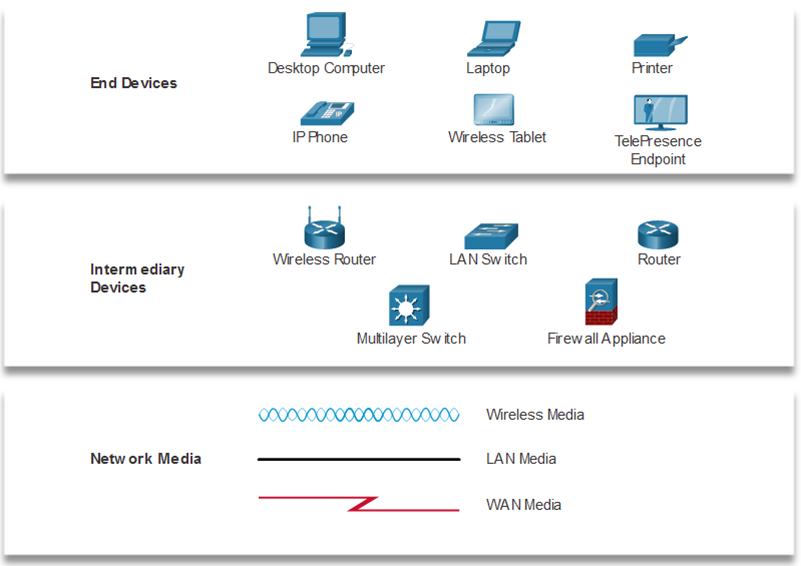 End Devices
Desktop Computer
Laptop
Printer
IP Phone
Wireless Tablet
TelePresence
Endpoint
Intermediary
Devices
Wireless Router
LAN Switch
Router
Multilayer Switch
Firewall Appliance
Network Media
Wireless Media
LAN Media
WAN Media